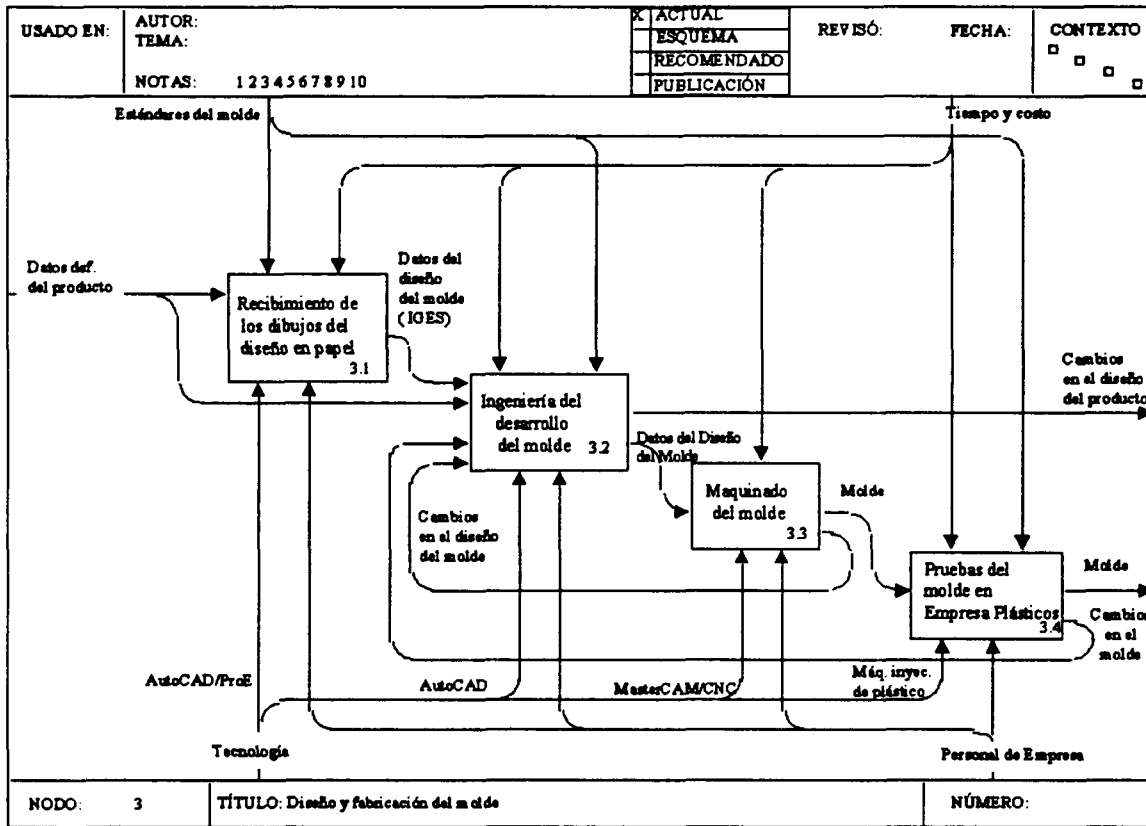 USADO EN:
AUTOR:
TEMA:
NOTAS: 1 2 3 4 5 6 7 8 9 10
X ACTUAL
ESQUEMA
RECOMENDADO
PUBLICACIÓN
REVISÓ:
FECHA:
CONTEXTO
Estándares del molde
Tiempo y costo
Datos def.
del producto
Recibimiento de
los dibujos del
diseño en papel
3.1
Datos del
diseño
del molde
(IGES)
Ingeniería del
desarrollo
del molde 3.2
Cambios
en el diseño
del producto
Datos del Diseño
del Molde
Maquinado
del molde
3.3
Molde
Cambios
en el diseño
del molde
Pruebas del
molde en
Empresa Plásticos
3.4
Molde
Cambios
en el
molde
AutoCAD/ProE
AutoCAD
MasterCAM/CNC
Máq. inyec.
de plástico
Tecnología
Personal de Empresa
NODO: 3
TÍTULO: Diseño y fabricación del molde
NÚMERO: